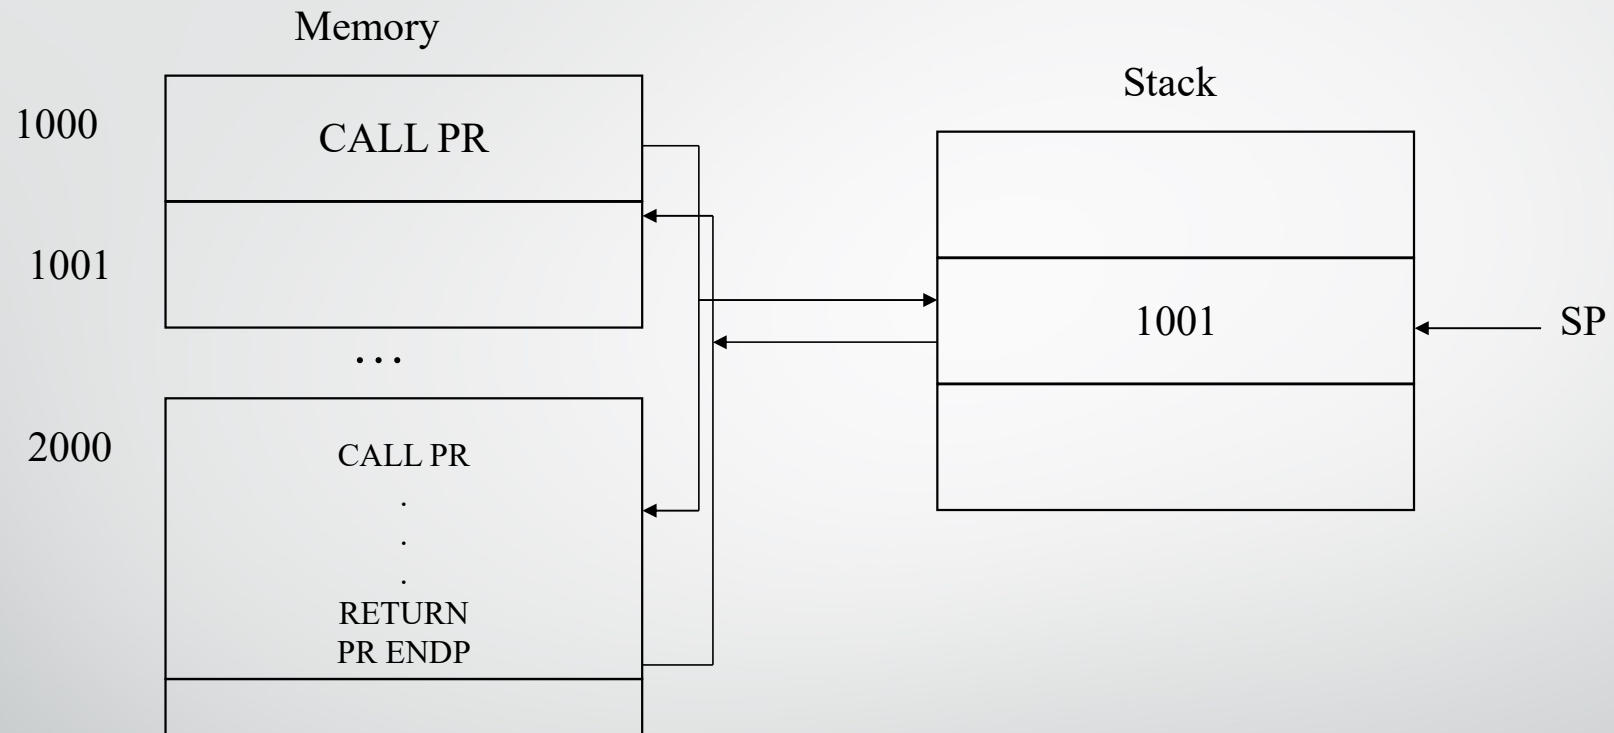 Memory
Stack
1000
CALL PR
1001
1001
SP
...
2000
CALL PR
.
.
.
RETURN
PR ENDP